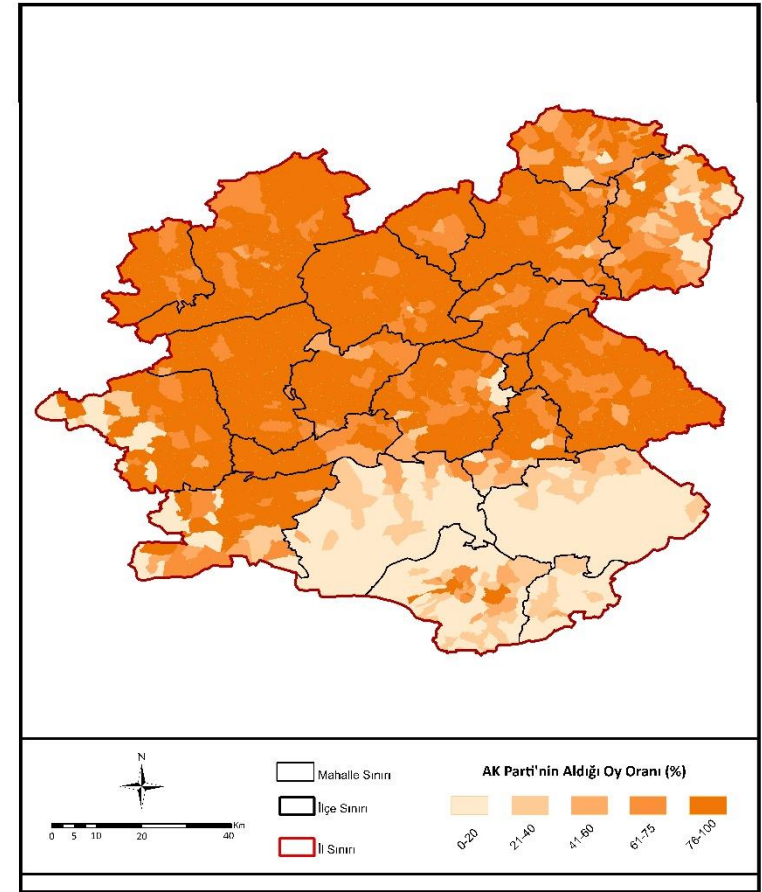 N
Km
0 5 10 20 40
Mahalle Sınırı
İlçe Sınırı
İl Sınırı
AK Parti'nin Aldığı Oy Oranı (%)
0-20 21-40 41-60 61-75 76-100